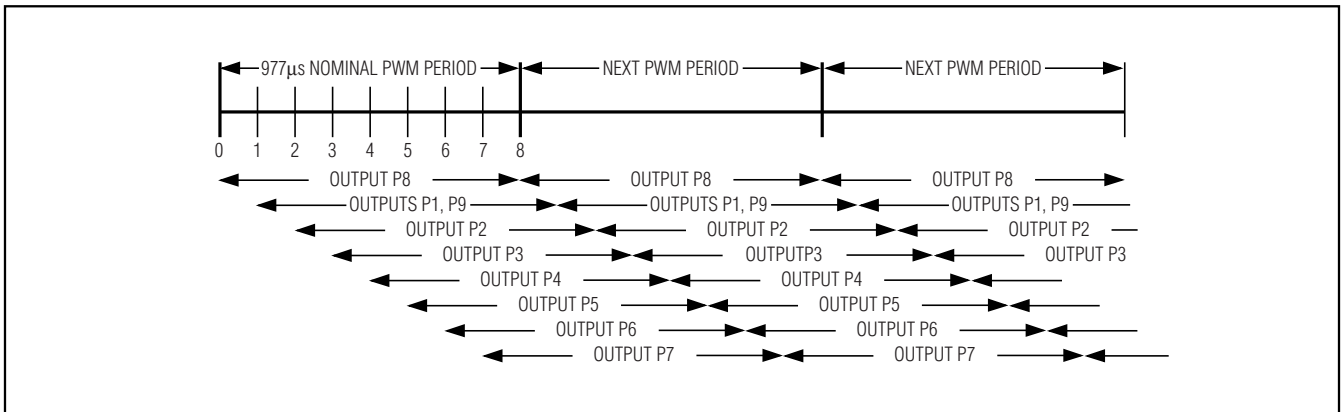 977µs NOMINAL PWM PERIOD NEXT PWM PERIOD NEXT PWM PERIOD
0 1 2 3 4 5 6 7 8
OUTPUT P8 OUTPUT P8 OUTPUT P8
OUTPUTS P1, P9 OUTPUTS P1, P9 OUTPUTS P1, P9
OUTPUT P2 OUTPUT P2 OUTPUT P2
OUTPUT P3 OUTPUTP3 OUTPUT P3
OUTPUT P4 OUTPUT P4
OUTPUT P5 OUTPUT P5
OUTPUT P6 OUTPUT P6
OUTPUT P7 OUTPUT P7